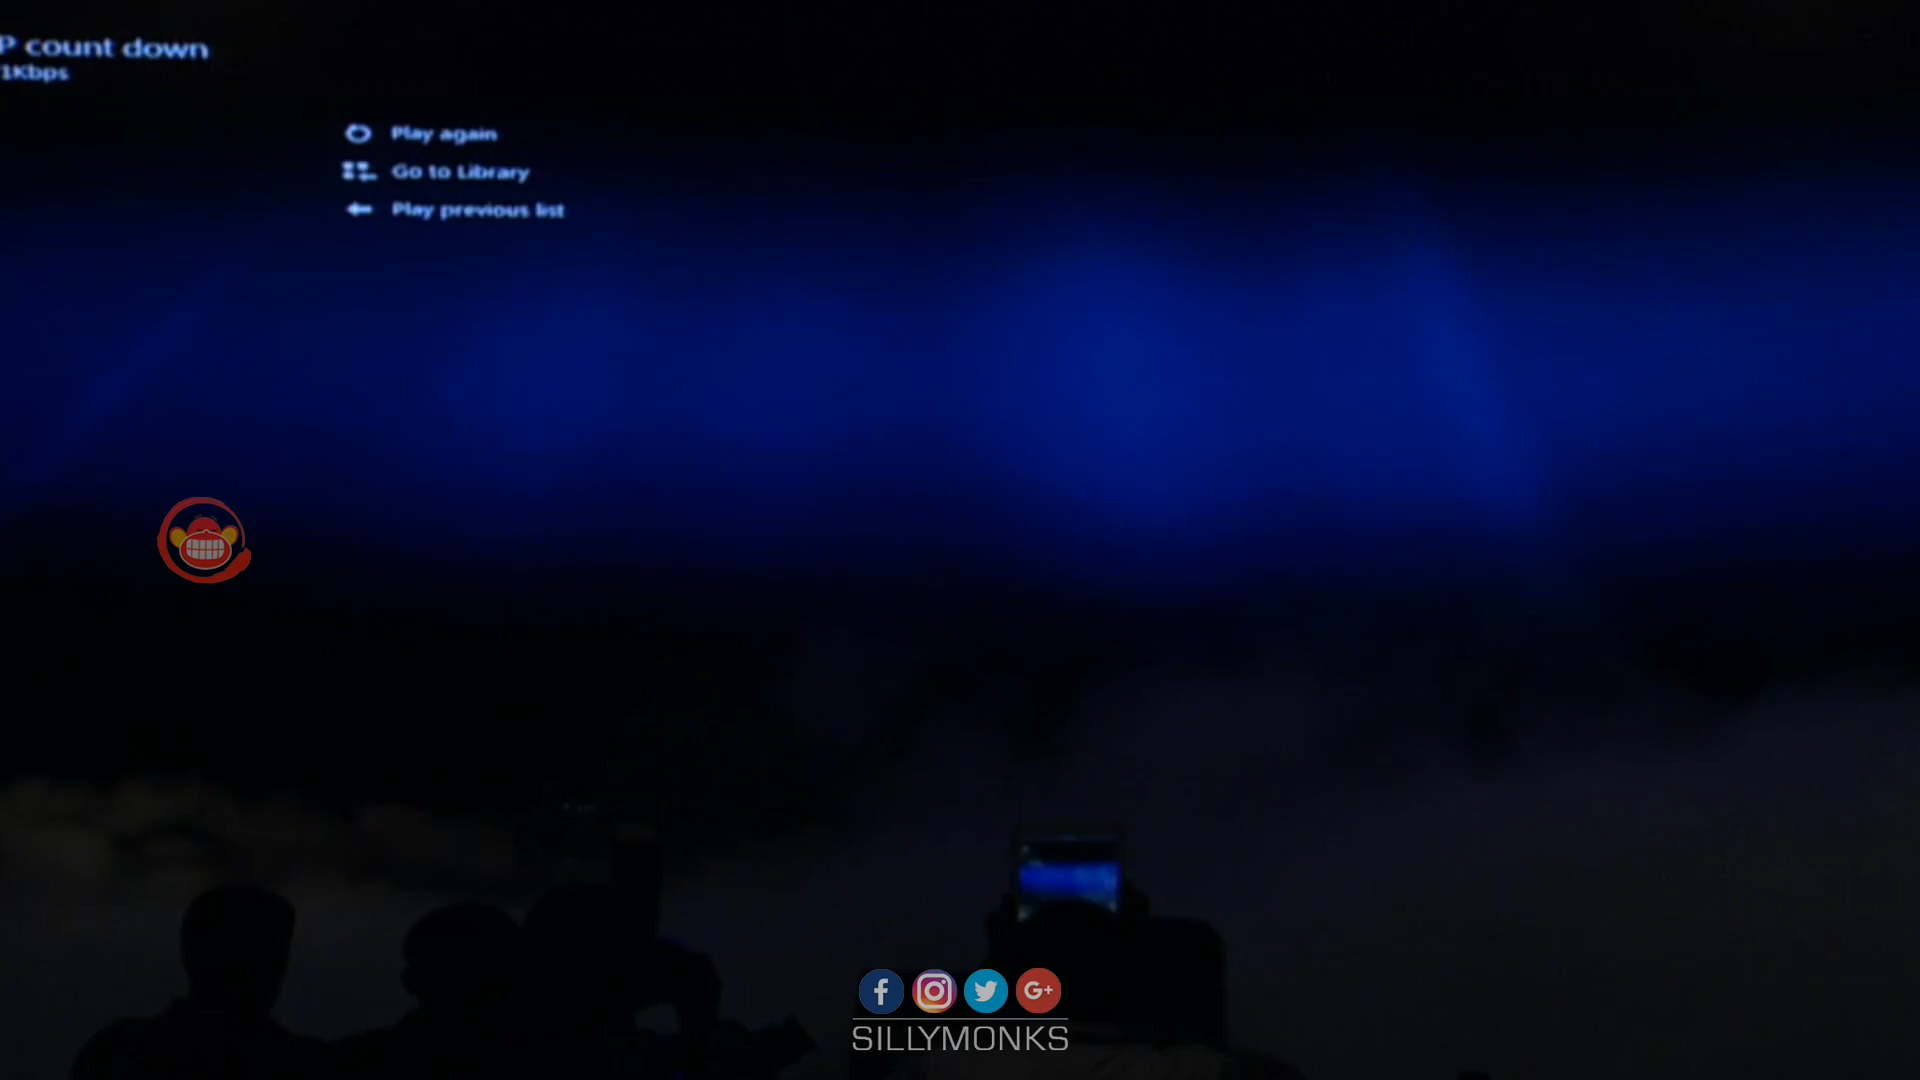 P count down
1Kbps
Play again
Go to Library
Play previous list
G+
SILLYMONKS